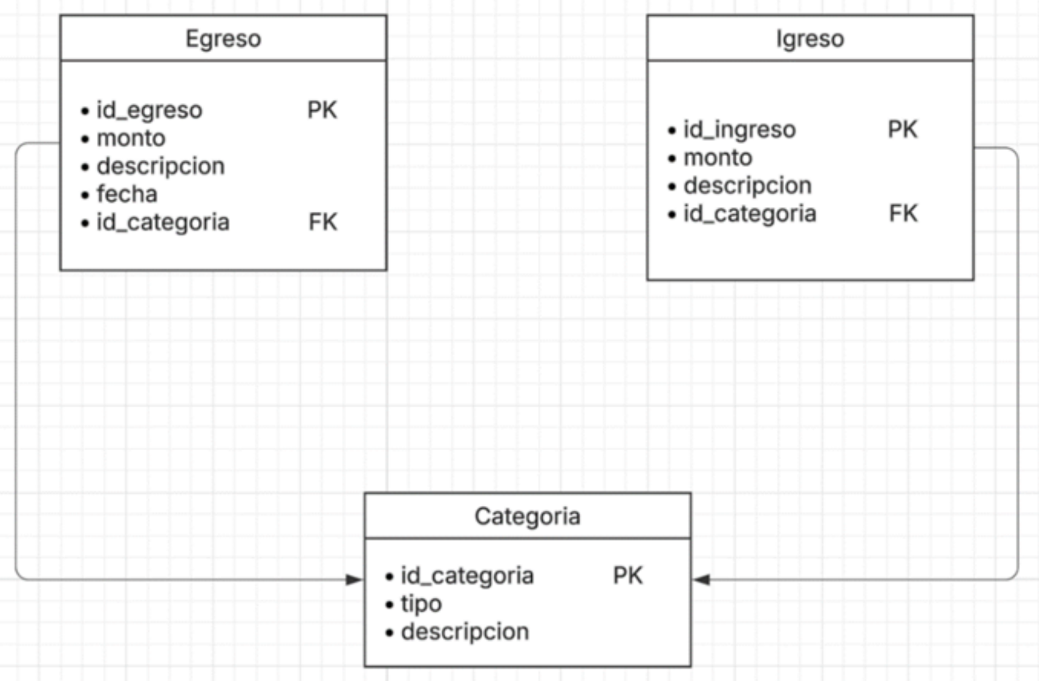 Egreso
• id_egreso PK
• monto
• descripcion
• fecha
• id_categoria FK
Igreso
• id_ingreso PK
• monto
• descripcion
• id_categoria FK
Categoria
• id_categoria PK
• tipo
• descripcion